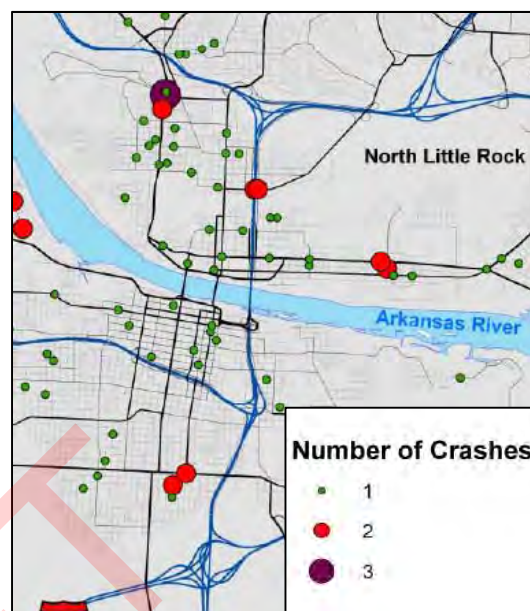 North Little Rock
Arkansas River
Number of Crashes
1
2
3